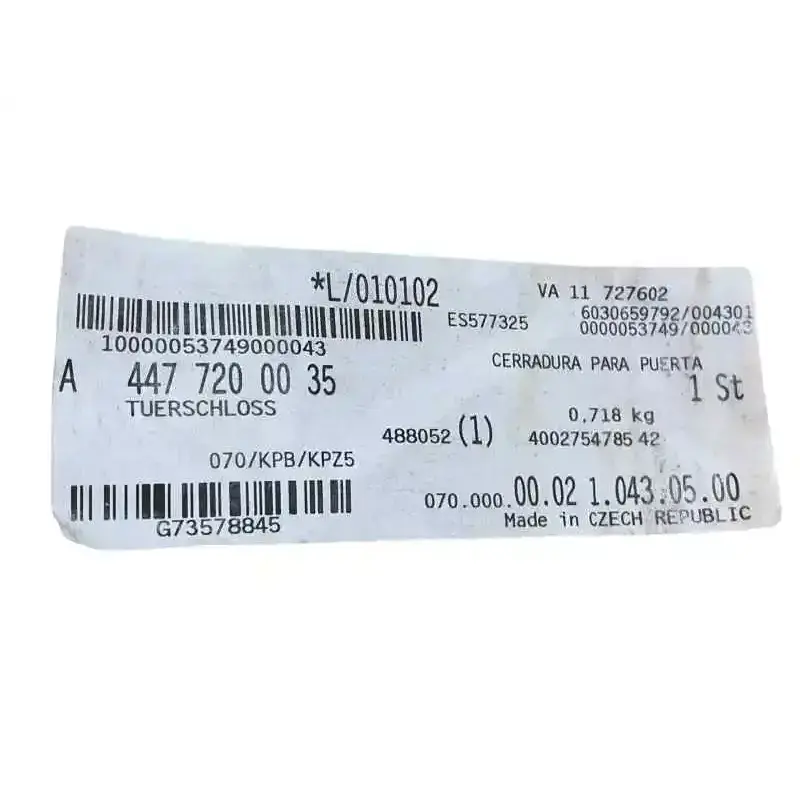 *L/010102
VA 11 727602
ES577325
6030659792/004301
0000053749/000043
10000053749000043
CERRADURA PARA PUERTA
A 447 720 00 35
1 St
TUERSCHLOSS
0,718 kg
488052 (1)
4002754785 42
070/KPB/KPZ5
070.000.00.02 1.043.05.00
G73578845
Made in CZECH REPUBLIC